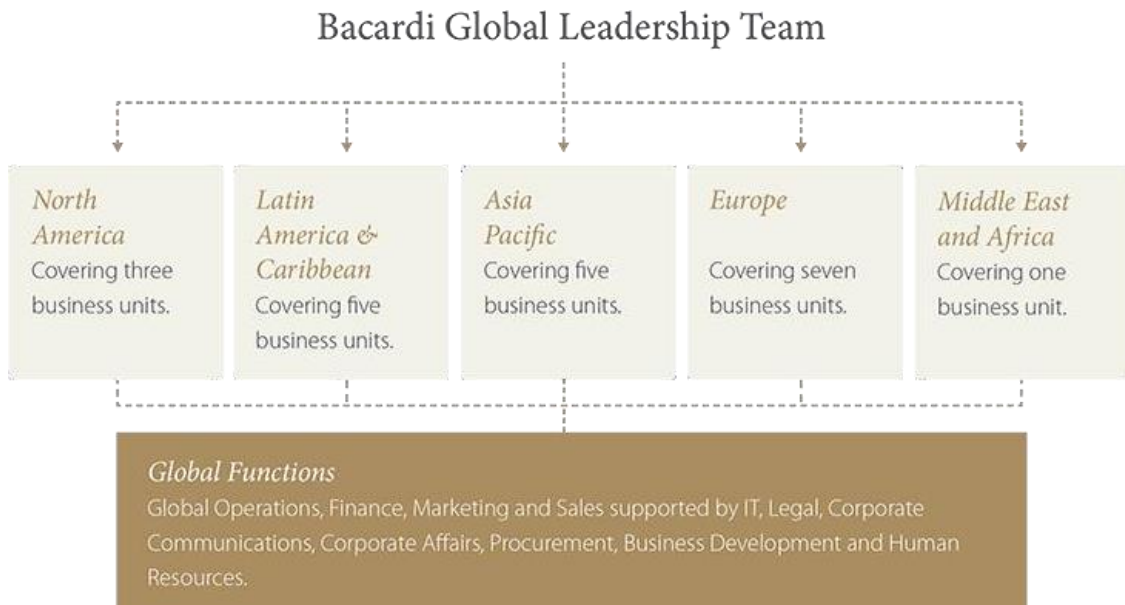 Bacardi Global Leadership Team
North
America
Covering three
business units.
Latin
America &
Caribbean
Covering five
business units.
Asia
Pacific
Covering five
business units.
Europe
Covering seven
business units.
Middle East
and Africa
Covering one
business unit.
Global Functions
Global Operations, Finance, Marketing and Sales supported by IT, Legal, Corporate
Communications, Corporate Affairs, Procurement, Business Development and Human
Resources.